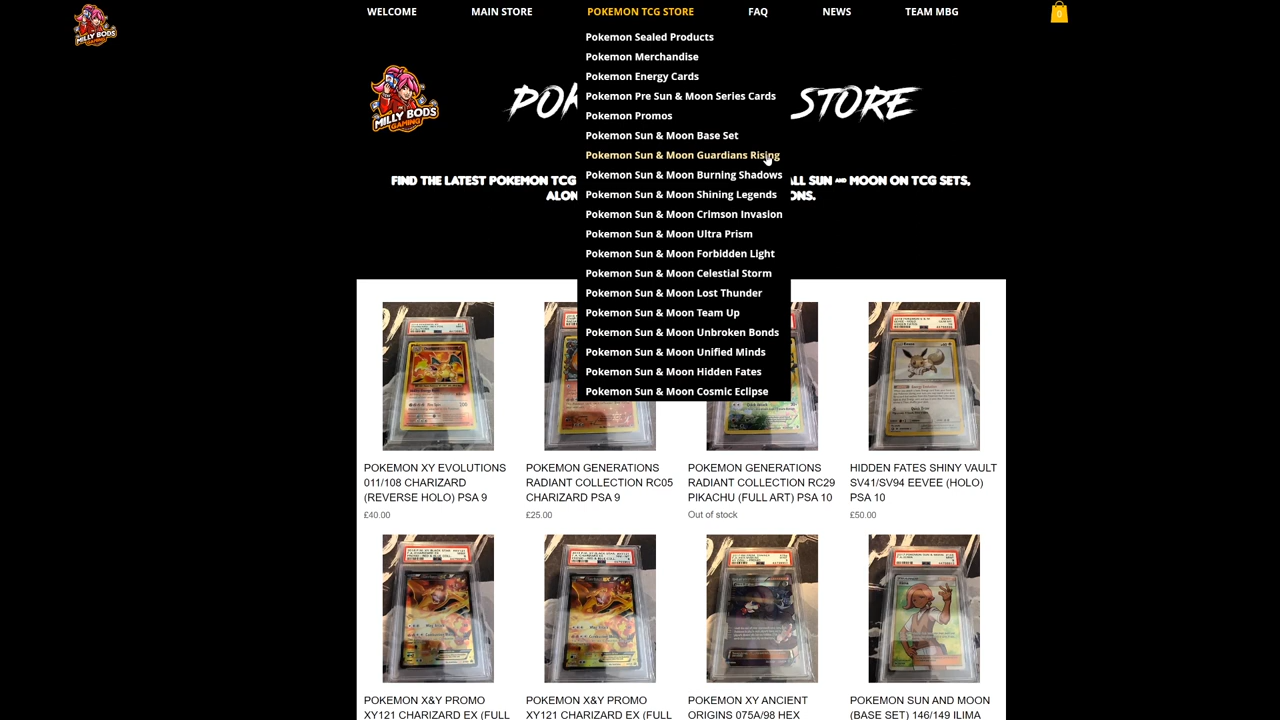 WELCOME
MAIN STORE
POKEMON TCG STORE
FAQ
NEWS
TEAM MBG
0
MILLY BODS
GAMING
Pokemon Sealed Products
Pokemon Merchandise
Pokemon Energy Cards
Pokemon Pre Sun & Moon Series Cards
Pokemon Promos
Pokemon Sun & Moon Base Set
Pokemon Sun & Moon Guardians Rising
Pokemon Sun & Moon Burning Shadows
Pokemon Sun & Moon Shining Legends
Pokemon Sun & Moon Crimson Invasion
Pokemon Sun & Moon Ultra Prism
Pokemon Sun & Moon Forbidden Light
Pokemon Sun & Moon Celestial Storm
Pokemon Sun & Moon Lost Thunder
Pokemon Sun & Moon Team Up
Pokemon Sun & Moon Unbroken Bonds
Pokemon Sun & Moon Unified Minds
Pokemon Sun & Moon Hidden Fates
Pokemon Sun & Moon Cosmic Eclipse
MILLY BODS
GAMING
POK STORE
FIND THE LATEST POKEMON TCG ALL SUN AND MOON ON TCG SETS,
ALON ONS.
POKEMON XY EVOLUTIONS
011/108 CHARIZARD
(REVERSE HOLO) PSA 9
£40.00
POKEMON GENERATIONS
RADIANT COLLECTION RC05
CHARIZARD PSA 9
£25.00
POKEMON GENERATIONS
RADIANT COLLECTION RC29
PIKACHU (FULL ART) PSA 10
Out of stock
HIDDEN FATES SHINY VAULT
SV41/SV94 EEVEE (HOLO)
PSA 10
£50.00
POKEMON X&Y PROMO
XY121 CHARIZARD EX (FULL
POKEMON X&Y PROMO
XY121 CHARIZARD EX (FULL
POKEMON XY ANCIENT
ORIGINS 075A/98 HEX
POKEMON SUN AND MOON
(BASE SET) 146/149 ILIMA